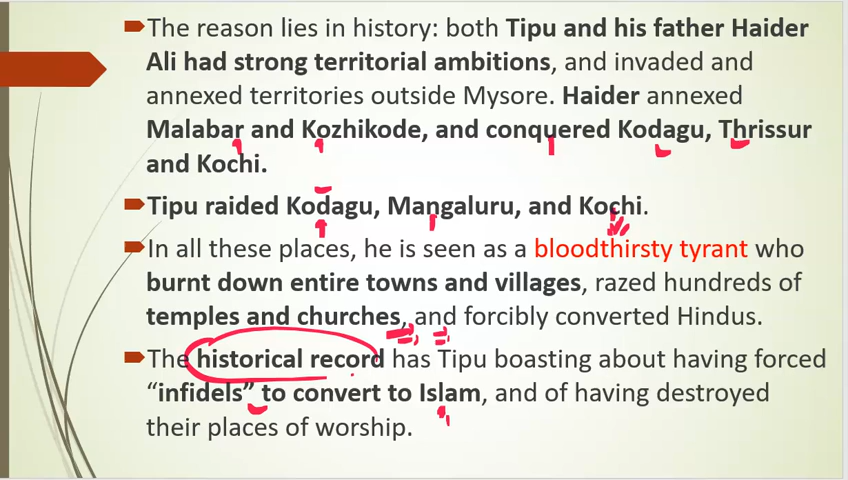 The reason lies in history: both Tipu and his father Haider
Ali had strong territorial ambitions, and invaded and
annexed territories outside Mysore. Haider annexed
Malabar and Kozhikode, and conquered Kodagu, Thrissur
and Kochi.
Tipu raided Kodagu, Mangaluru, and Kochi.
In all these places, he is seen as a bloodthirsty tyrant who
burnt down entire towns and villages, razed hundreds of
temples and churches, and forcibly converted Hindus.
The historical record has Tipu boasting about having forced
“infidels” to convert to Islam, and of having destroyed
their places of worship.